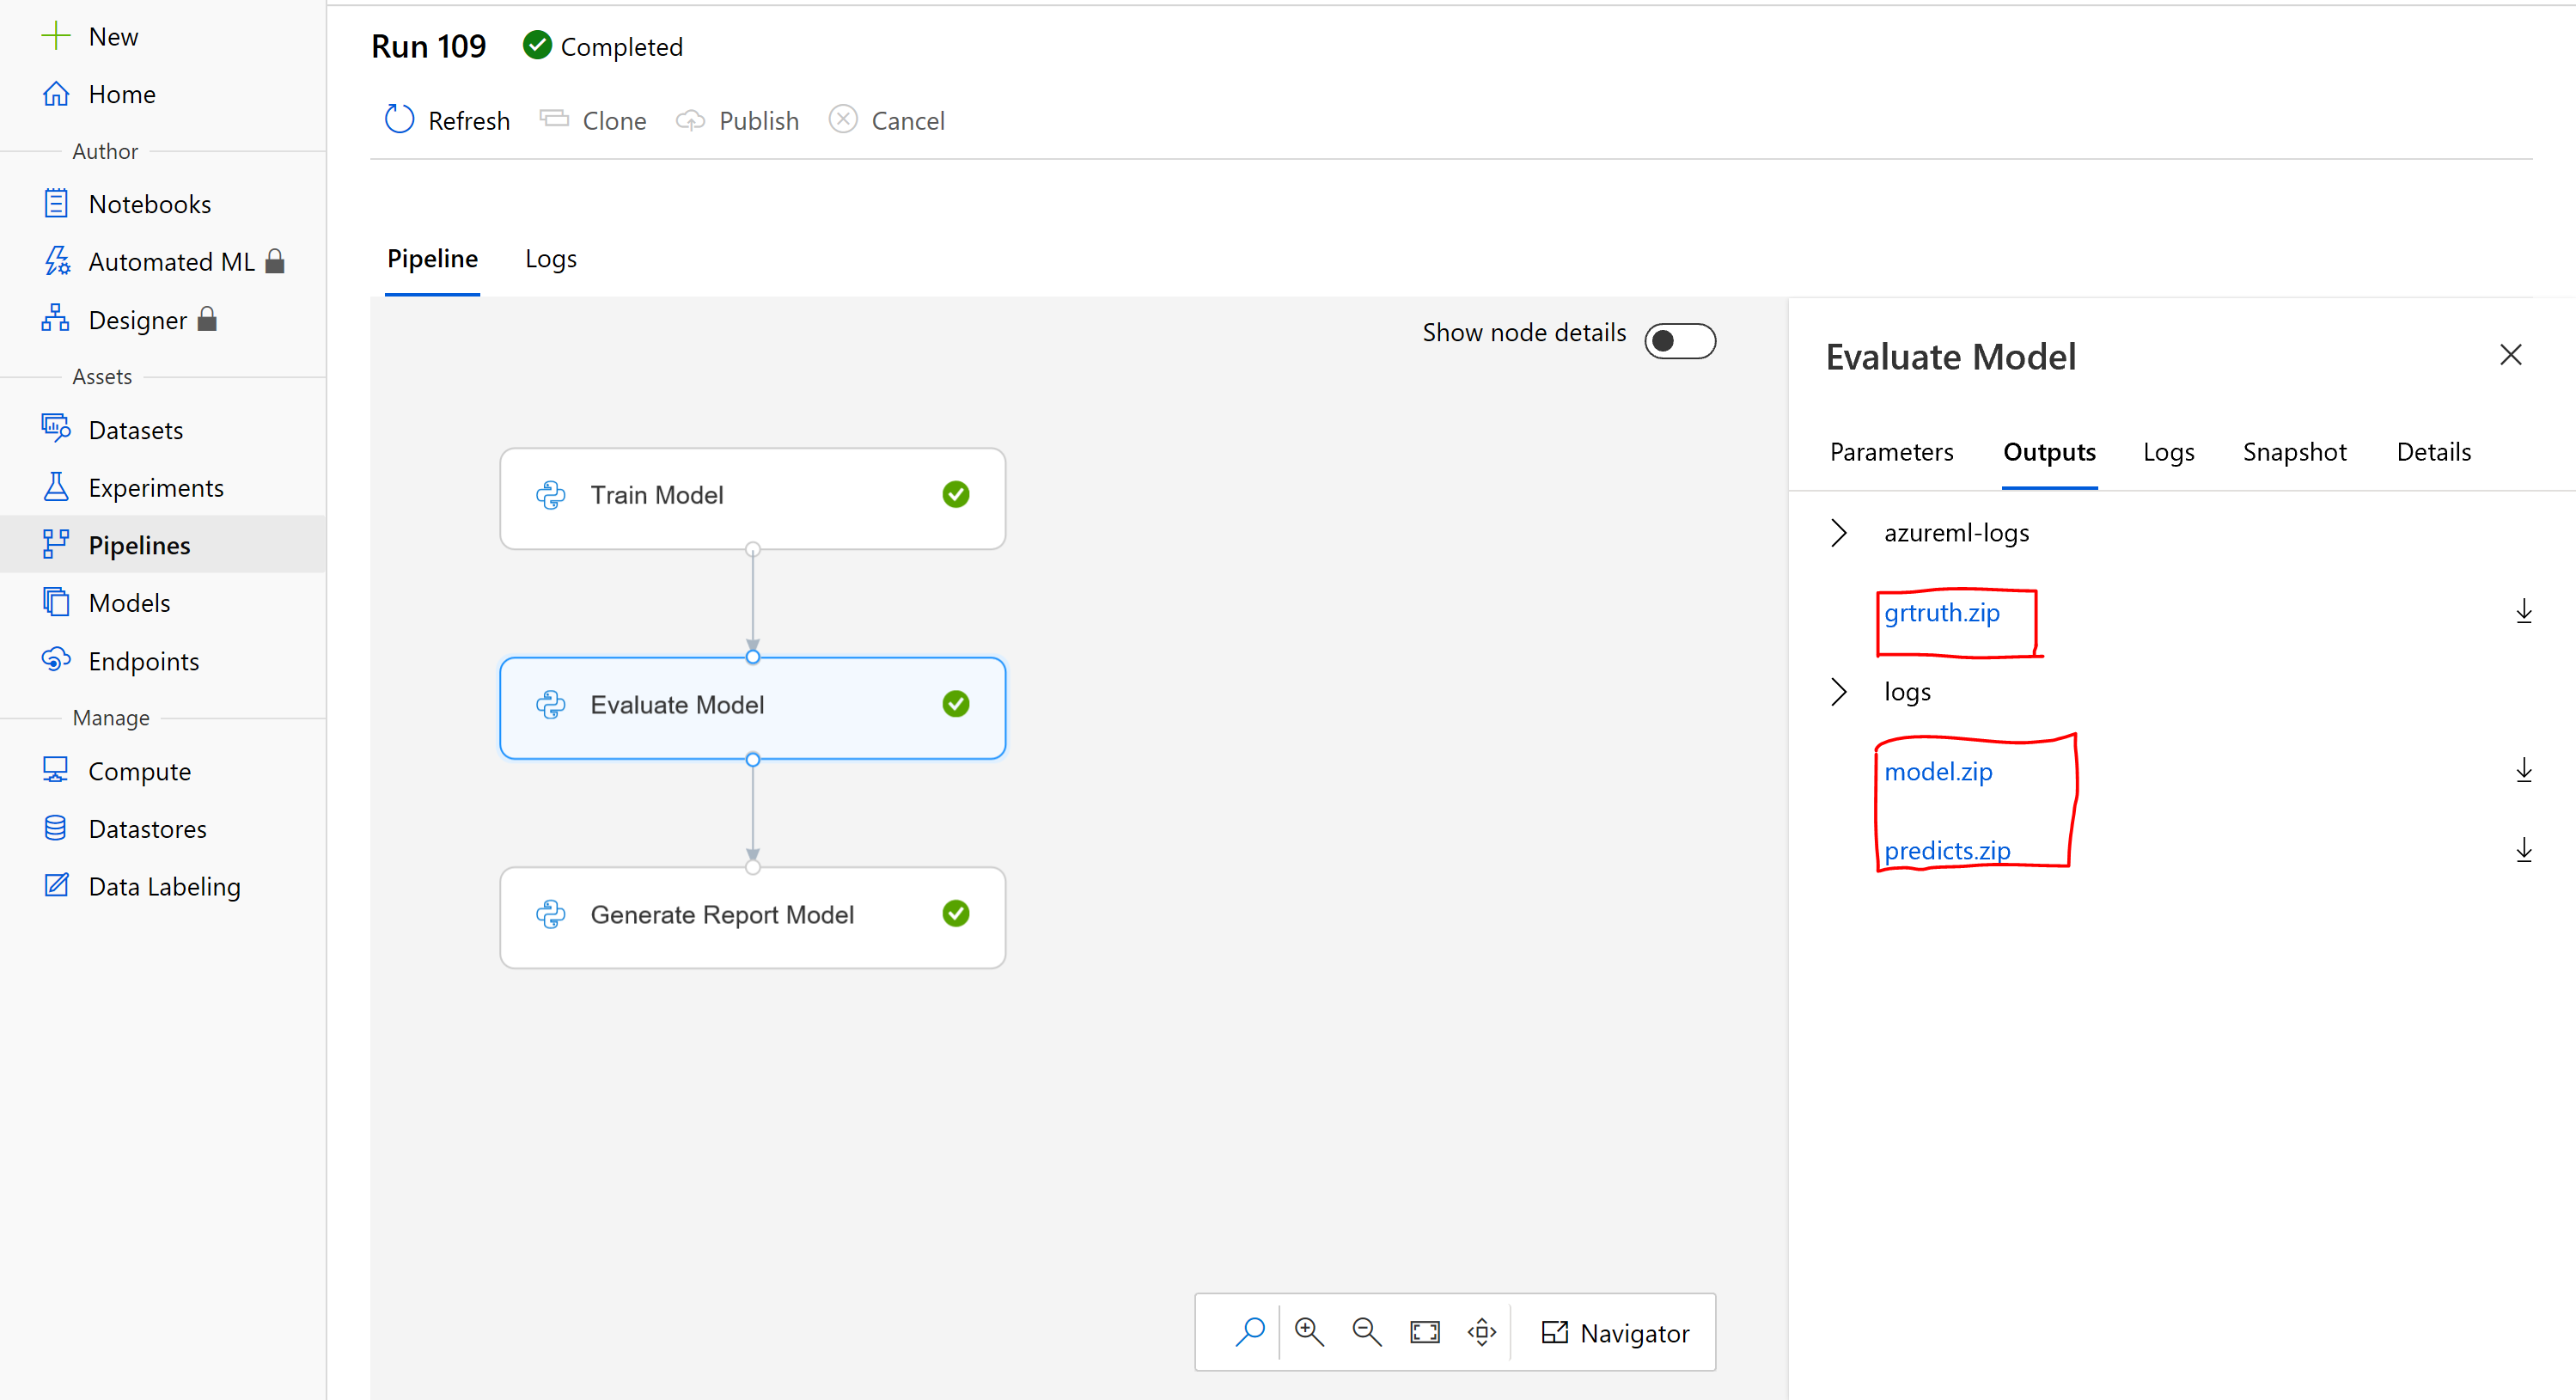 New
Home
Author
Notebooks
Automated ML
Designer
Assets
Datasets
Experiments
Pipelines
Models
Endpoints
Manage
Compute
Datastores
Data Labeling
Run 109 Completed
Refresh Clone Publish Cancel
Pipeline Logs
Show node details
Train Model
Evaluate Model
Generate Report Model
Navigator
Evaluate Model
Parameters Outputs Logs Snapshot Details
azureml-logs
grtruth.zip
logs
model.zip
predicts.zip